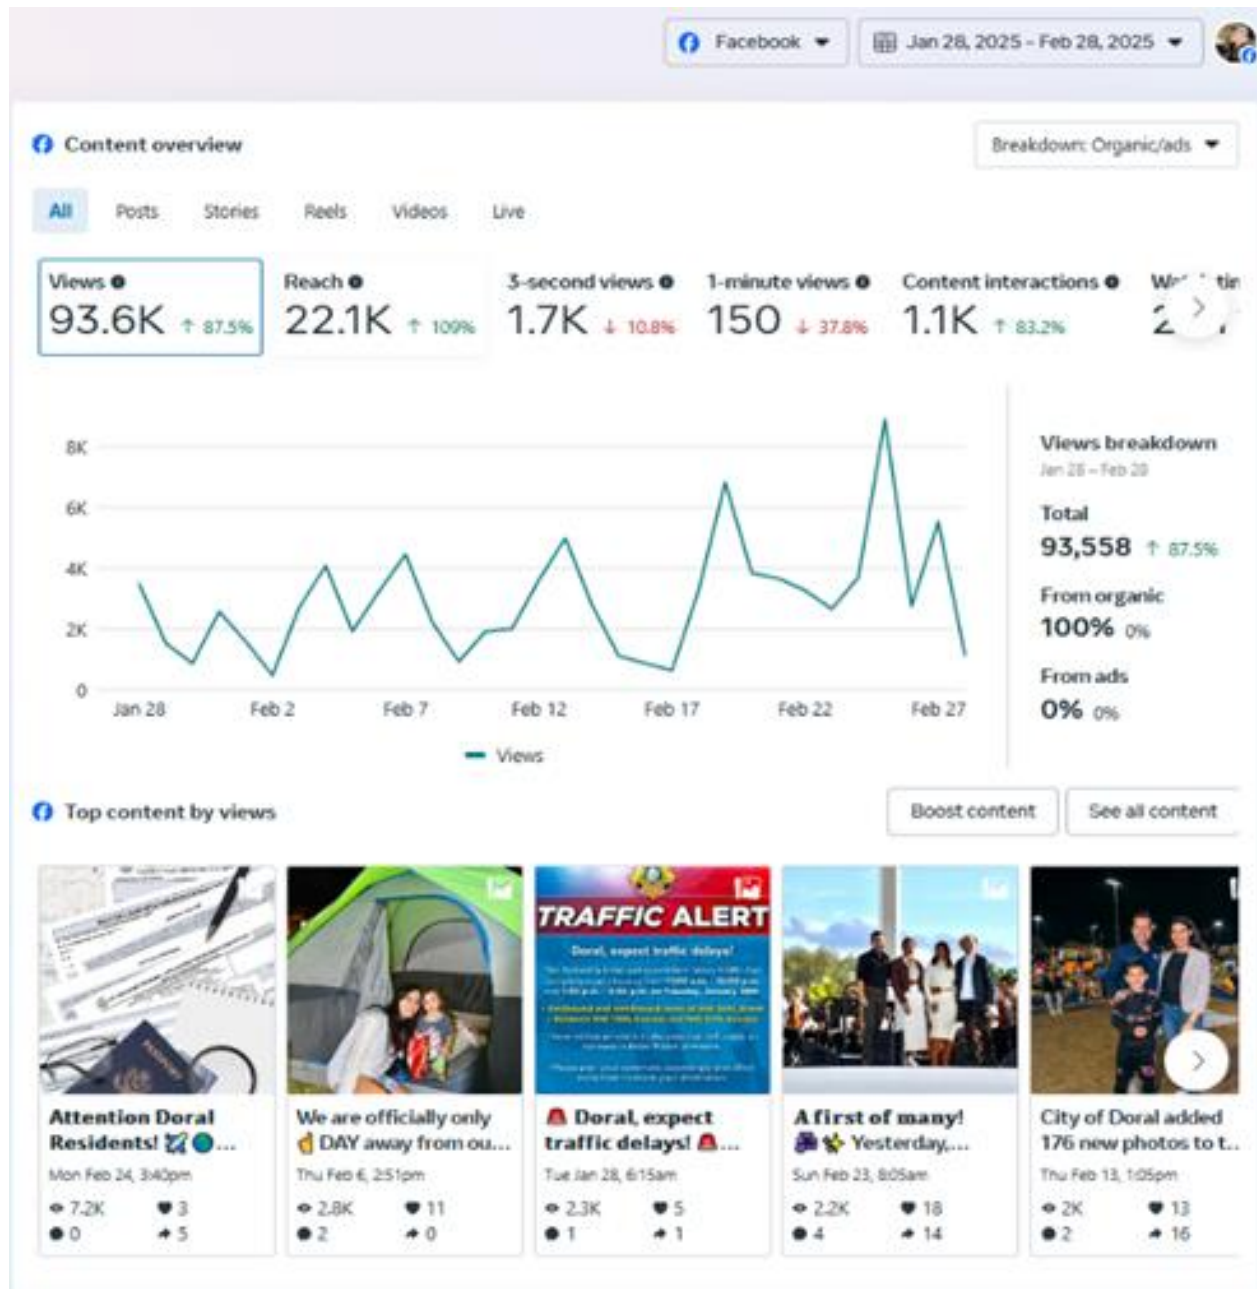 Facebook
Jan 28, 2025 – Feb 28, 2025
Content overview
Breakdown: Organic/ads
All Posts Stories Reels Videos Live
Views Reach 3-second views 1-minute views Content interactions
93.6K ↑ 87.5% 22.1K ↑ 109% 1.7K ↓ 10.8% 150 ↓ 37.8% 1.1K ↑ 83.2%
8K
6K
4K
2K
0
Jan 28 Feb 2 Feb 7 Feb 12 Feb 17 Feb 22 Feb 27
Views
Views breakdown
Jan 28 – Feb 28
Total
93,558 ↑ 87.5%
From organic
100% 0%
From ads
0% 0%
Top content by views
Boost content See all content
PASSPORT
TRAFFIC ALERT
Doral, expect traffic delays!
Attention Doral
Residents! ...
Mon Feb 24, 3:40pm
7.2K 3
0 5
We are officially only
☝ DAY away from ou...
Thu Feb 6, 2:51pm
2.8K 11
2 0
🚨 Doral, expect
traffic delays! 🚨...
Tue Jan 28, 6:15am
2.3K 5
1 1
A first of many!
Yesterday,...
Sun Feb 23, 8:05am
2.2K 18
4 14
City of Doral added
176 new photos to t...
Thu Feb 13, 1:05pm
2K 13
2 16